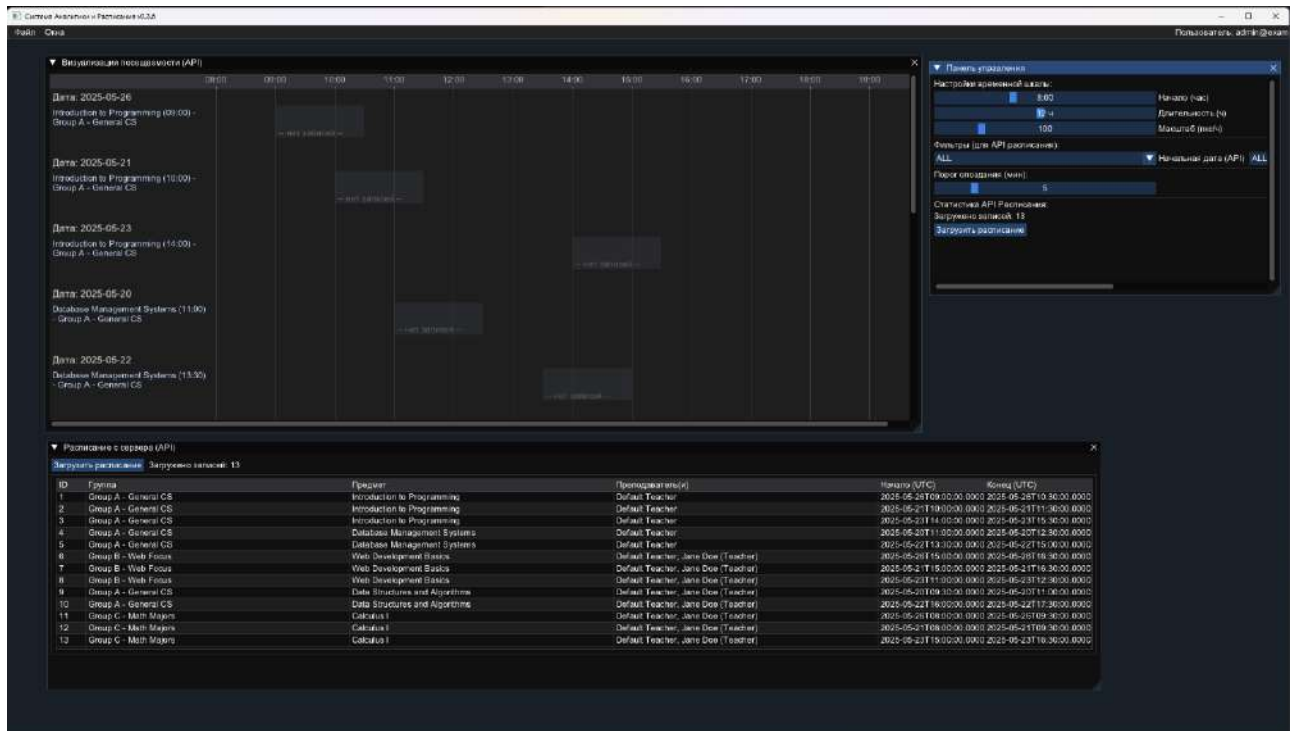 Система Аналитики и Расписания v0.3.6
Файл Окна
Пользователь: admin@exam
Визуализация посещаемости (API)
08:00 09:00 10:00 11:00 12:00 13:00 14:00 15:00 16:00 17:00 18:00 19:00
Дата: 2025-05-26
Introduction to Programming (09:00) -
Group A - General CS
-- нет записей --
Дата: 2025-05-21
Introduction to Programming (10:00) -
Group A - General CS
-- нет записей --
Дата: 2025-05-23
Introduction to Programming (14:00) -
Group A - General CS
-- нет записей --
Дата: 2025-05-20
Database Management Systems (11:00)
- Group A - General CS
-- нет записей --
Дата: 2025-05-22
Database Management Systems (13:30)
- Group A - General CS
-- нет записей --
Панель управления
Настройки временной шкалы:
8:00 Начало (час)
12 ч Длительность (ч)
100 Масштаб (пкс/ч)
Фильтры (для API расписания):
ALL Начальная дата (API) ALL
Порог опоздания (мин):
5
Статистика API Расписания:
Загружено записей: 13
Загрузить расписание
Расписание с сервера (API)
Загрузить расписание Загружено записей: 13
ID Группа Предмет Преподаватель(и) Начало (UTC) Конец (UTC)
1 Group A - General CS Introduction to Programming Default Teacher 2025-05-26T09:00:00.0000 2025-05-26T10:30:00.0000
2 Group A - General CS Introduction to Programming Default Teacher 2025-05-21T10:00:00.0000 2025-05-21T11:30:00.0000
3 Group A - General CS Introduction to Programming Default Teacher 2025-05-23T14:00:00.0000 2025-05-23T15:30:00.0000
4 Group A - General CS Database Management Systems Default Teacher 2025-05-20T11:00:00.0000 2025-05-20T12:30:00.0000
5 Group A - General CS Database Management Systems Default Teacher 2025-05-22T13:30:00.0000 2025-05-22T15:00:00.0000
6 Group B - Web Focus Web Development Basics Default Teacher, Jane Doe (Teacher) 2025-05-26T15:00:00.0000 2025-05-26T16:30:00.0000
7 Group B - Web Focus Web Development Basics Default Teacher, Jane Doe (Teacher) 2025-05-21T15:00:00.0000 2025-05-21T16:30:00.0000
8 Group B - Web Focus Web Development Basics Default Teacher, Jane Doe (Teacher) 2025-05-23T11:00:00.0000 2025-05-23T12:30:00.0000
9 Group A - General CS Data Structures and Algorithms Default Teacher, Jane Doe (Teacher) 2025-05-20T09:30:00.0000 2025-05-20T11:00:00.0000
10 Group A - General CS Data Structures and Algorithms Default Teacher, Jane Doe (Teacher) 2025-05-22T16:00:00.0000 2025-05-22T17:30:00.0000
11 Group C - Math Majors Calculus I Default Teacher, Jane Doe (Teacher) 2025-05-26T08:00:00.0000 2025-05-26T09:30:00.0000
12 Group C - Math Majors Calculus I Default Teacher, Jane Doe (Teacher) 2025-05-21T08:00:00.0000 2025-05-21T09:30:00.0000
13 Group C - Math Majors Calculus I Default Teacher, Jane Doe (Teacher) 2025-05-23T15:00:00.0000 2025-05-23T16:30:00.0000